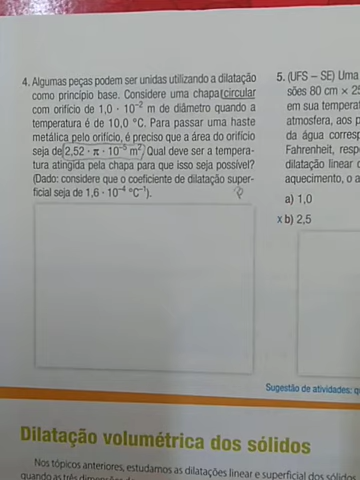 4. Algumas peças podem ser unidas utilizando a dilatação
como princípio base. Considere uma chapa circular
com orifício de 1,0 · 10⁻² m de diâmetro quando a
temperatura é de 10,0 °C. Para passar uma haste
metálica pelo orifício, é preciso que a área do orifício
seja de 2,52 · π · 10⁻⁵ m². Qual deve ser a tempera-
tura atingida pela chapa para que isso seja possível?
(Dado: considere que o coeficiente de dilatação super-
ficial seja de 1,6 · 10⁻⁴ °C⁻¹).
5. (UFS – SE) Uma
sões 80 cm × 25
em sua temperat
atmosfera, aos p
da água corresp
Fahrenheit, resp
dilatação linear
aquecimento, o a
a) 1,0
x b) 2,5
Sugestão de atividades: q
Dilatação volumétrica dos sólidos
Nos tópicos anteriores, estudamos as dilatações linear e superficial dos sólidos,
quando as três dimensões